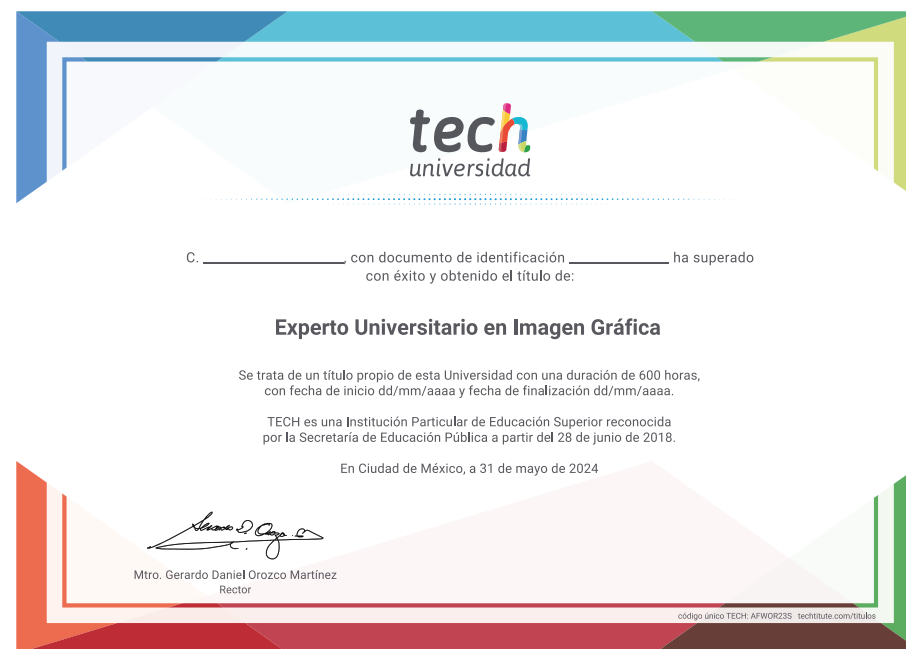 tech
universidad
C. ____________, con documento de identificación ____________ ha superado
con éxito y obtenido el título de:
Experto Universitario en Imagen Gráfica
Se trata de un título propio de esta Universidad con una duración de 600 horas,
con fecha de inicio dd/mm/aaaa y fecha de finalización dd/mm/aaaa.
TECH es una Institución Particular de Educación Superior reconocida
por la Secretaría de Educación Pública a partir del 28 de junio de 2018.
En Ciudad de México, a 31 de mayo de 2024
Mtro. Gerardo Daniel Orozco Martínez
Rector
código único TECH: AFWOR23S techtitute.com/titulos